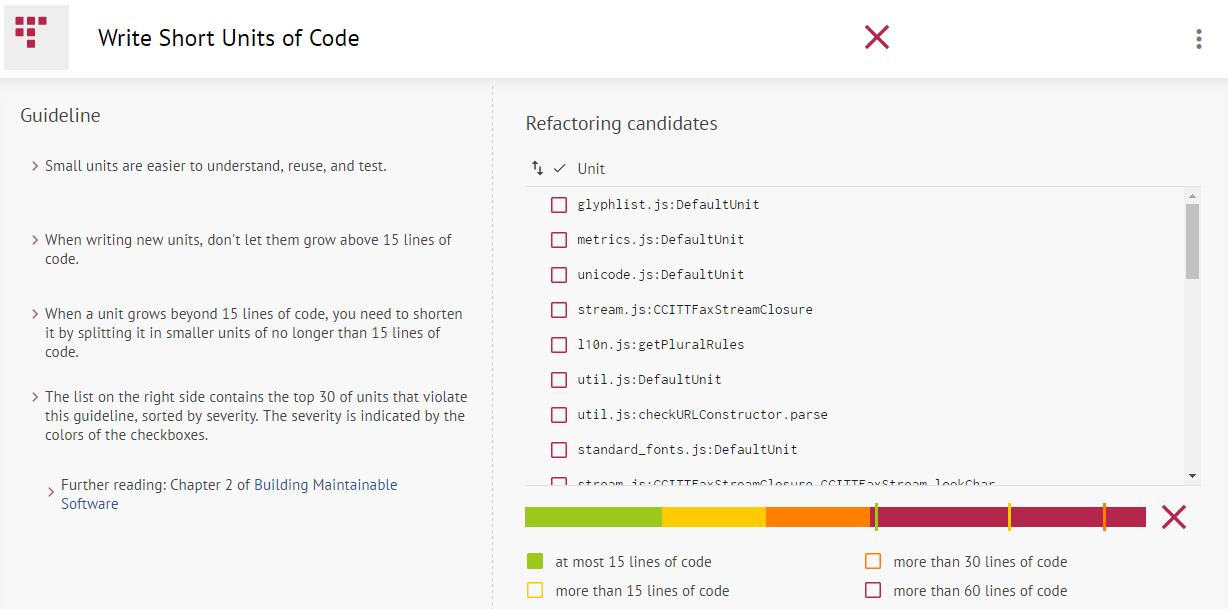 Write Short Units of Code
Guideline
Small units are easier to understand, reuse, and test.
When writing new units, don't let them grow above 15 lines of
code.
When a unit grows beyond 15 lines of code, you need to shorten
it by splitting it in smaller units of no longer than 15 lines of
code.
The list on the right side contains the top 30 of units that violate
this guideline, sorted by severity. The severity is indicated by the
colors of the checkboxes.
Further reading: Chapter 2 of Building Maintainable
Software
Refactoring candidates
Unit
glyphlist.js:DefaultUnit
metrics.js:DefaultUnit
unicode.js:DefaultUnit
stream.js:CCITTFaxStreamClosure
l10n.js:getPluralRules
util.js:DefaultUnit
util.js:checkURLConstructor.parse
standard_fonts.js:DefaultUnit
stream.js:CCITTFaxStreamClosure.CCITTFaxStream.lookChar
at most 15 lines of code
more than 15 lines of code
more than 30 lines of code
more than 60 lines of code